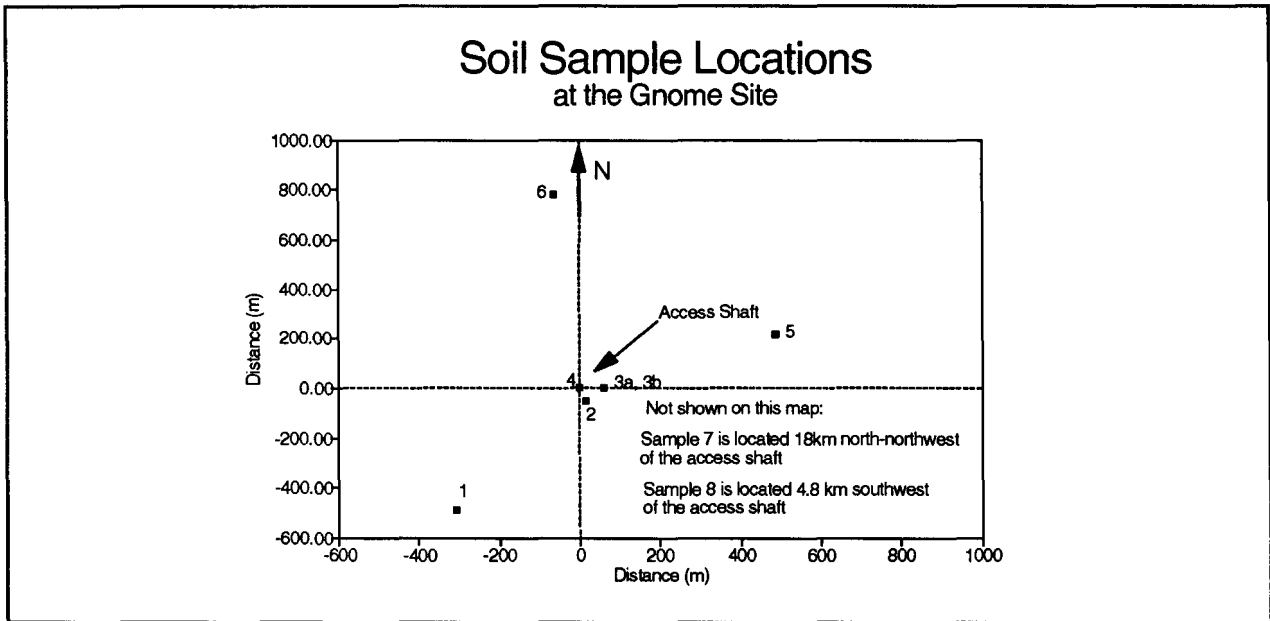 Soil Sample Locations
at the Gnome Site
1000.00
800.00
600.00
400.00
200.00
0.00
-200.00
-400.00
-600.00
Distance (m)
N
6
Access Shaft
5
4
3a, 3b
2
1
Not shown on this map:
Sample 7 is located 18km north-northwest
of the access shaft
Sample 8 is located 4.8 km southwest
of the access shaft
-600
-400
-200
0
200
400
600
800
1000
Distance (m)